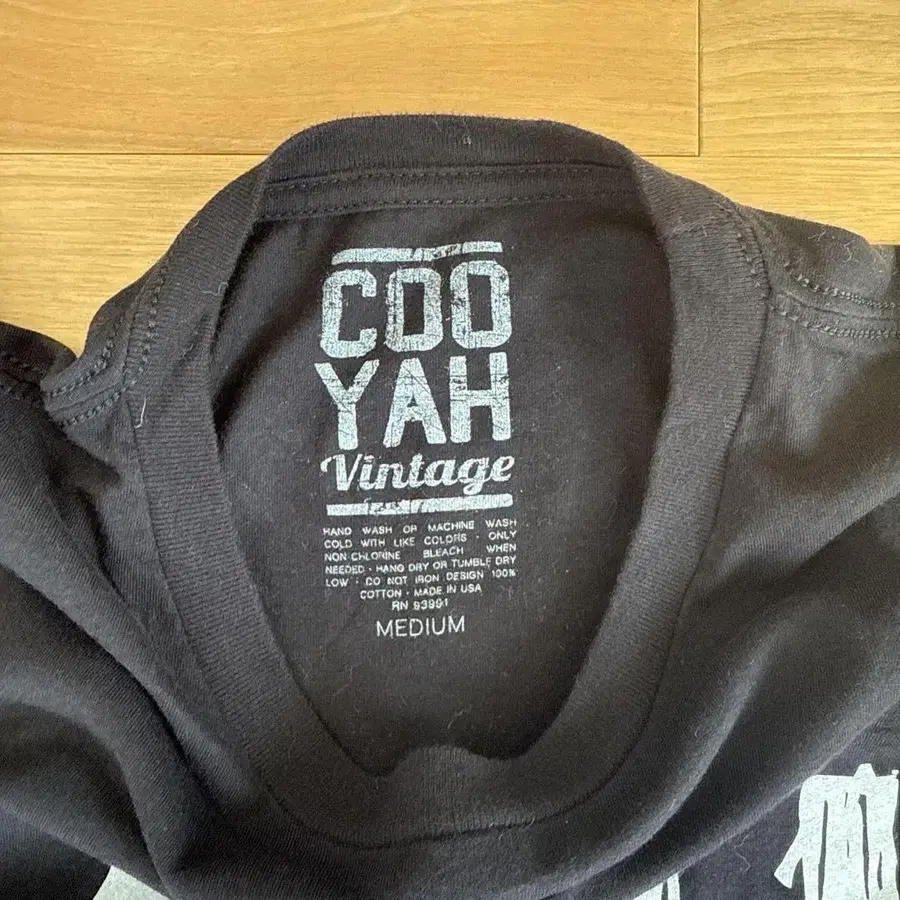 COO
YAH
Vintage
HAND WASH OR MACHINE WASH
COLD WITH LIKE COLORS · ONLY
NON CHLORINE BLEACH WHEN
NEEDED · HANG DRY OR TUMBLE DRY
LOW · DO NOT IRON DESIGN 100%
COTTON · MADE IN USA
RN 93991
MEDIUM